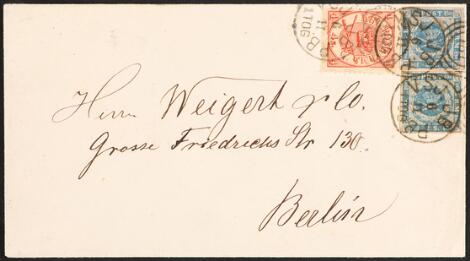 Herrn Weigert & Co.
Grosse Friedrichs Str 130.
Berlin